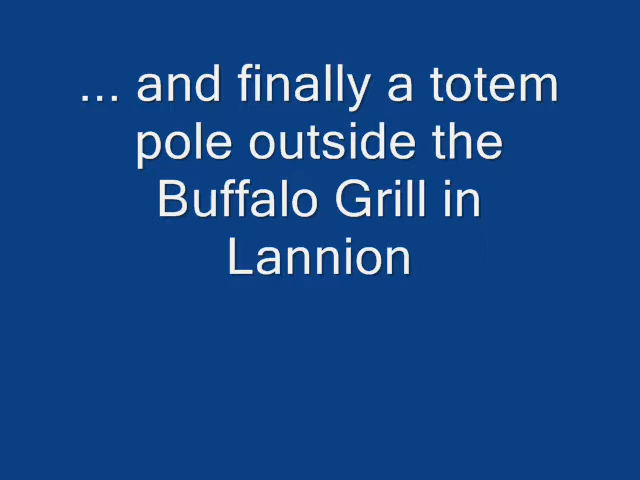 ... and finally a totem
pole outside the
Buffalo Grill in
Lannion